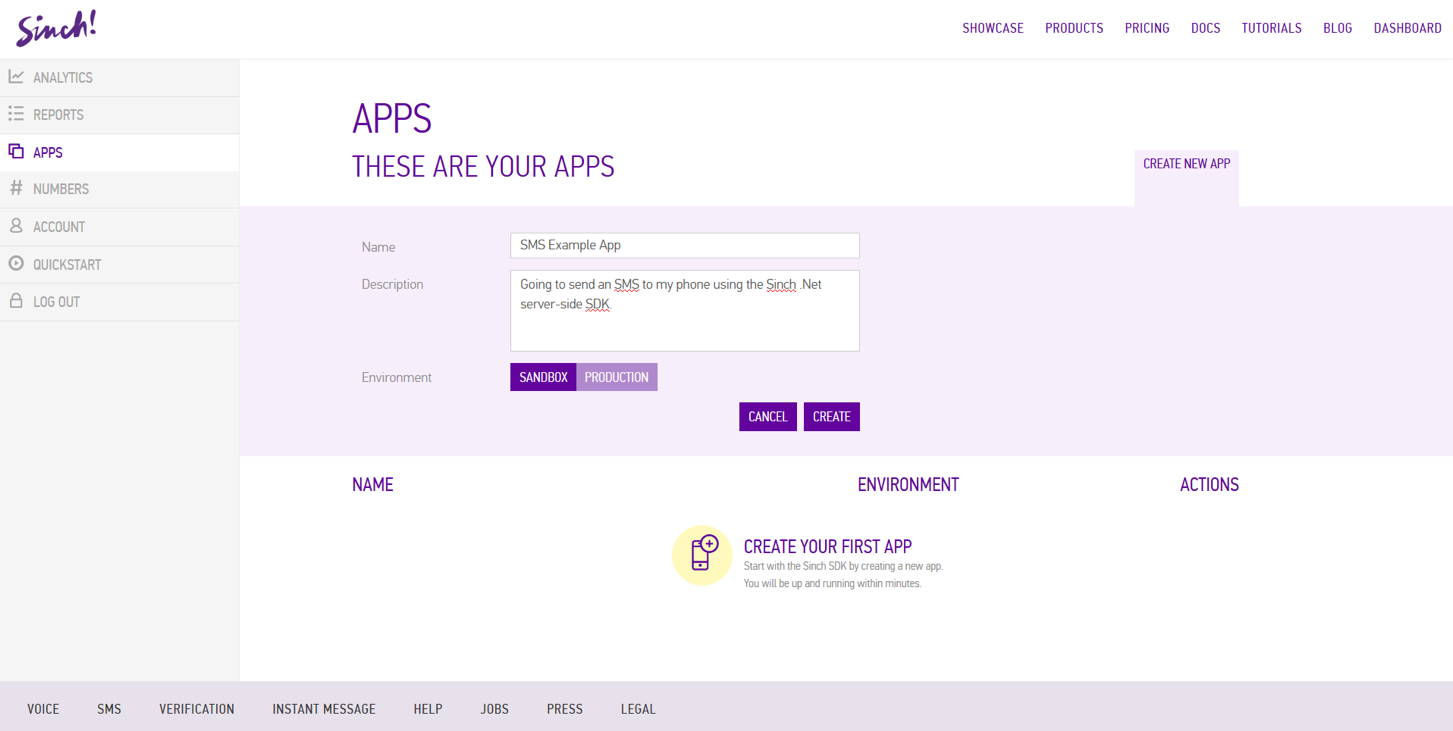 Sinch!
SHOWCASE PRODUCTS PRICING DOCS TUTORIALS BLOG DASHBOARD
ANALYTICS
REPORTS
APPS
NUMBERS
ACCOUNT
QUICKSTART
LOG OUT
APPS
THESE ARE YOUR APPS
CREATE NEW APP
Name SMS Example App
Description Going to send an SMS to my phone using the Sinch .Net
server-side SDK.
Environment SANDBOX PRODUCTION
CANCEL CREATE
NAME ENVIRONMENT ACTIONS
CREATE YOUR FIRST APP
Start with the Sinch SDK by creating a new app.
You will be up and running within minutes.
VOICE SMS VERIFICATION INSTANT MESSAGE HELP JOBS PRESS LEGAL